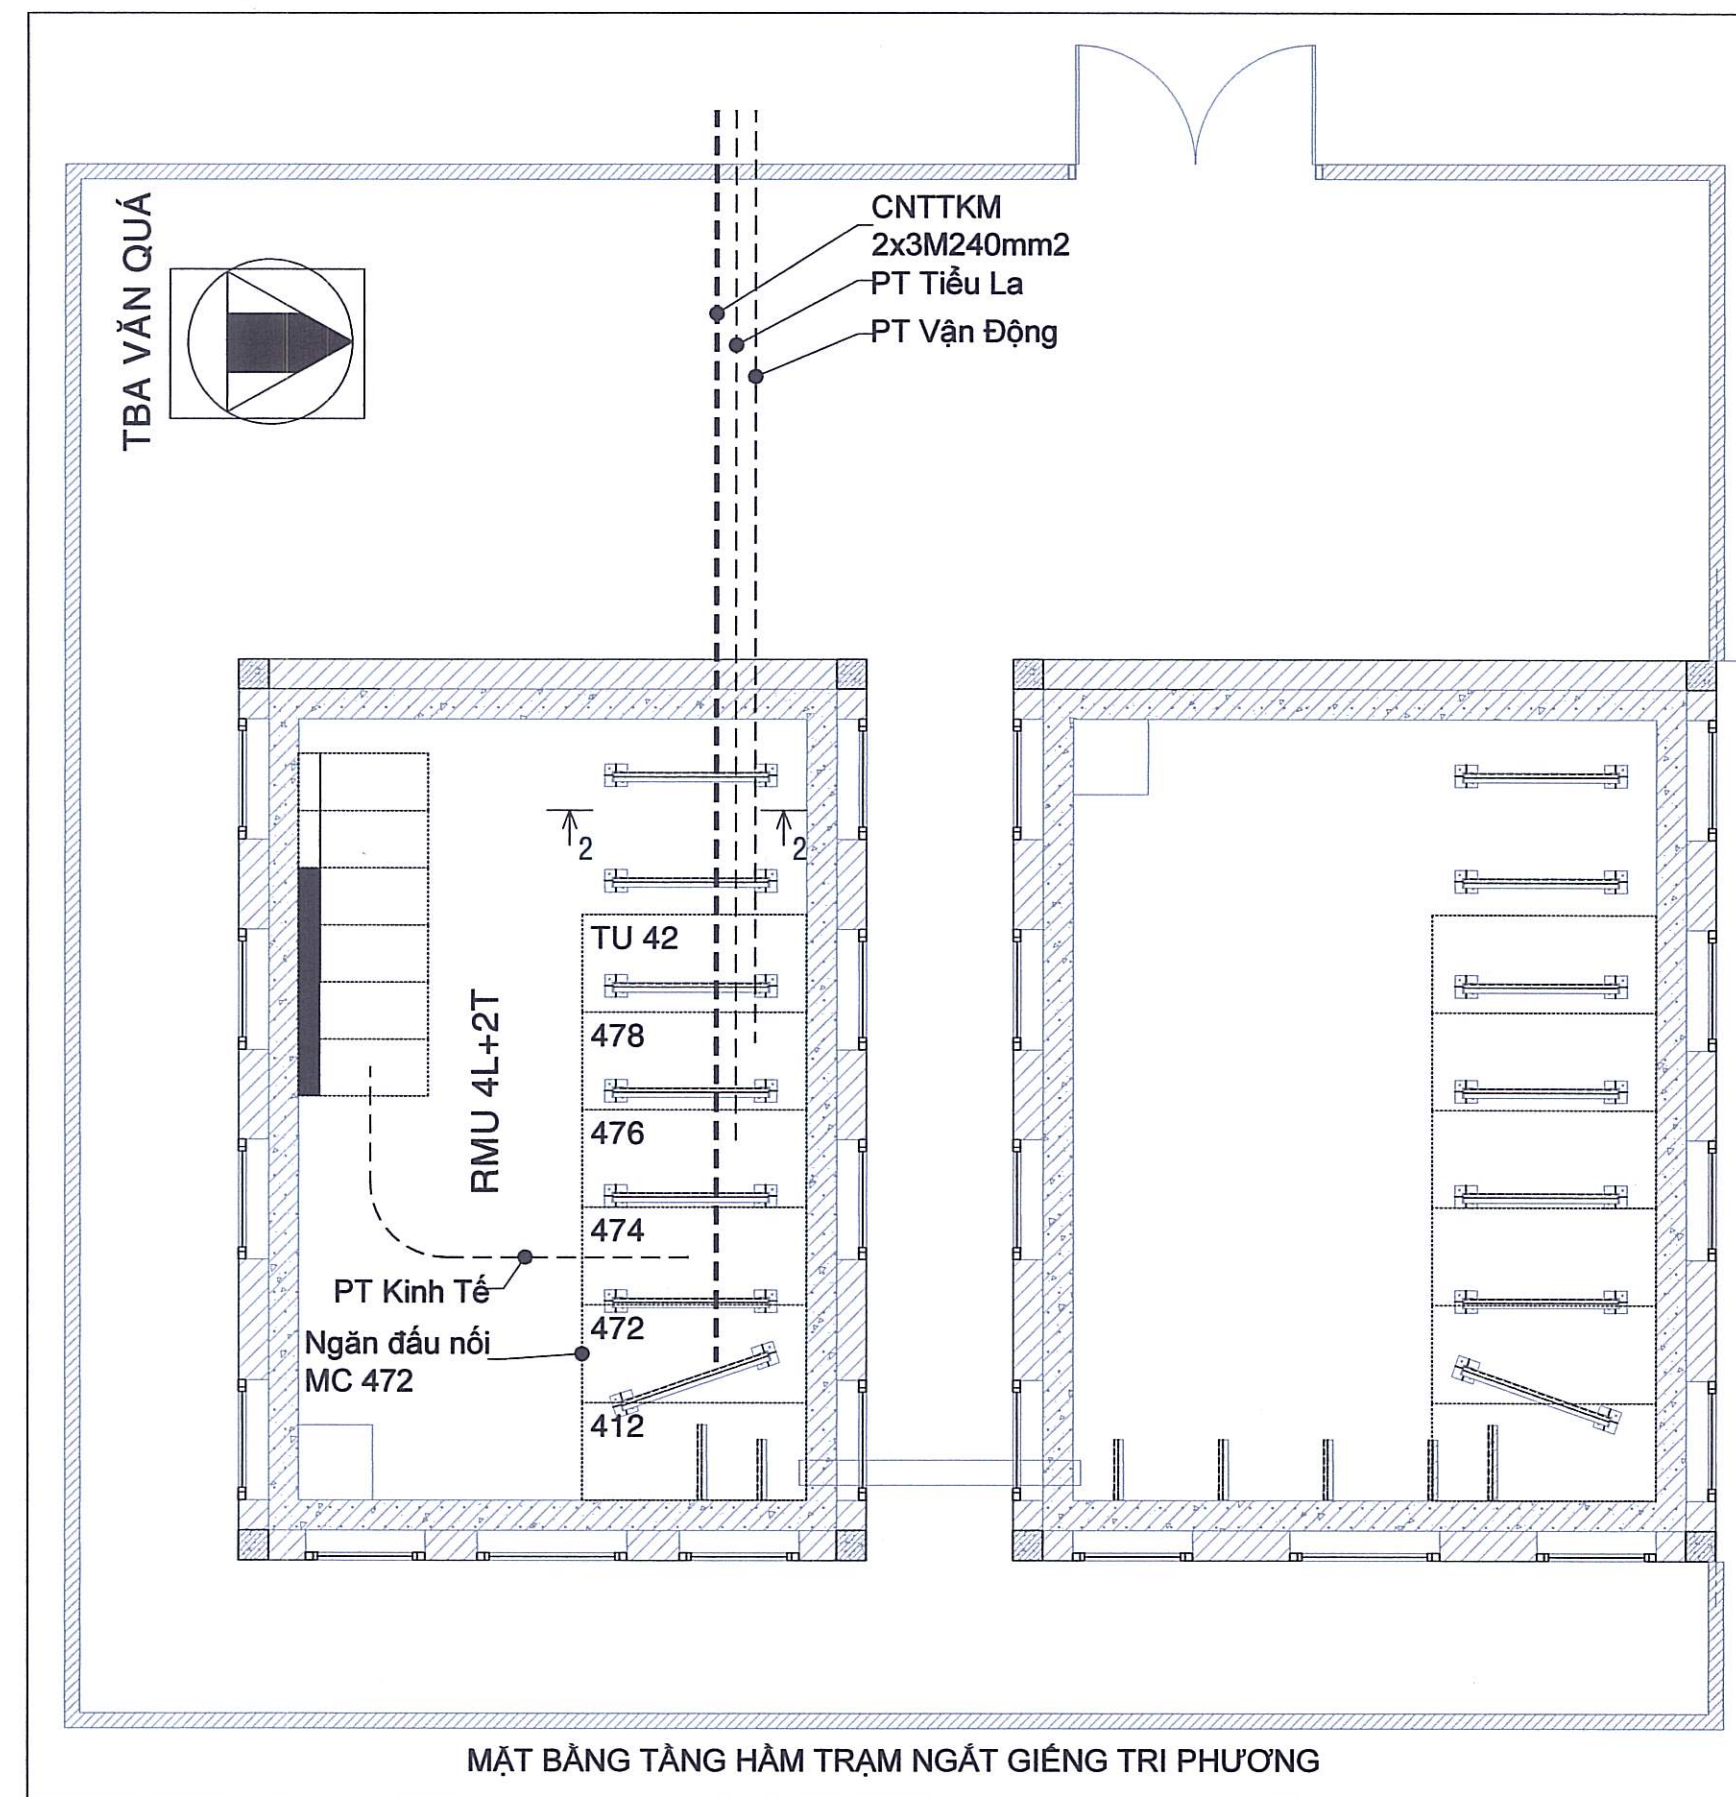 TBA VĂN QUÁ
CNTTKM
2x3M240mm2
PT Tiểu La
PT Vận Động
2
2
TU 42
478
476
474
472
412
RMU 4L+2T
PT Kinh Tế
Ngăn đấu nối
MC 472
MẶT BẰNG TẦNG HẦM TRẠM NGẮT GIẾNG TRI PHƯƠNG